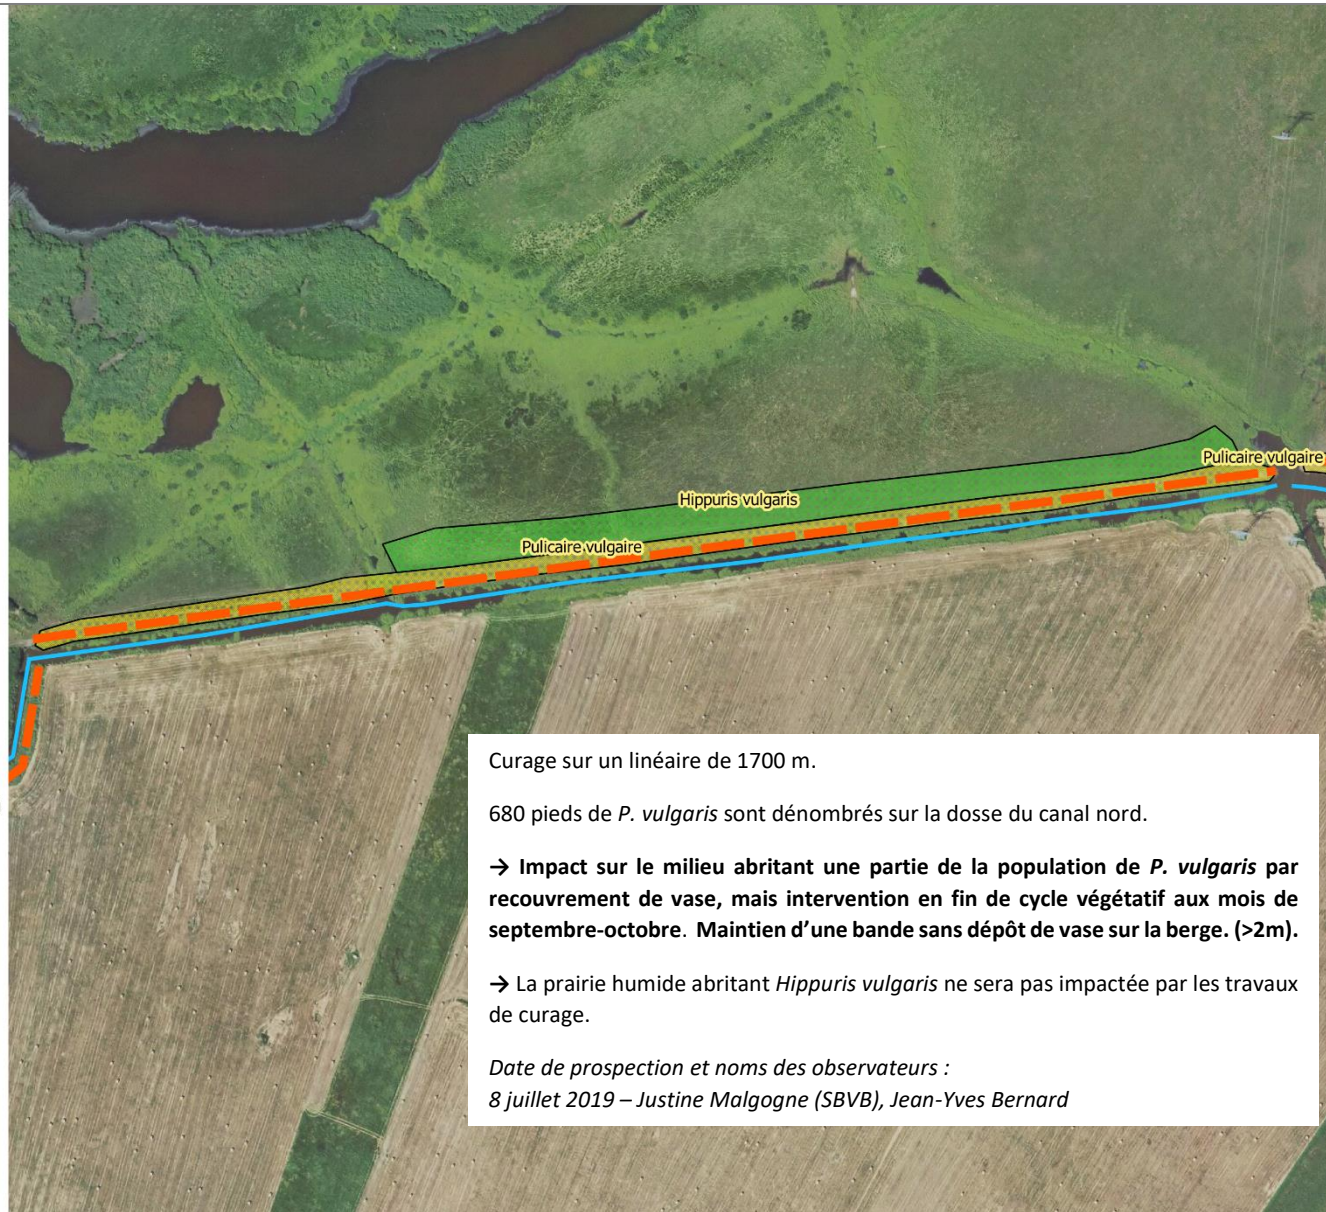 Pulicaire vulgaire
Hippuris vulgaris
Pulicaire vulgaire
Curage sur un linéaire de 1700 m.
680 pieds de P. vulgaris sont dénombrés sur la dosse du canal nord.
→ Impact sur le milieu abritant une partie de la population de P. vulgaris par
recouvrement de vase, mais intervention en fin de cycle végétatif aux mois de
septembre-octobre. Maintien d’une bande sans dépôt de vase sur la berge. (>2m).
→ La prairie humide abritant Hippuris vulgaris ne sera pas impactée par les travaux
de curage.
Date de prospection et noms des observateurs :
8 juillet 2019 – Justine Malgogne (SBVB), Jean-Yves Bernard